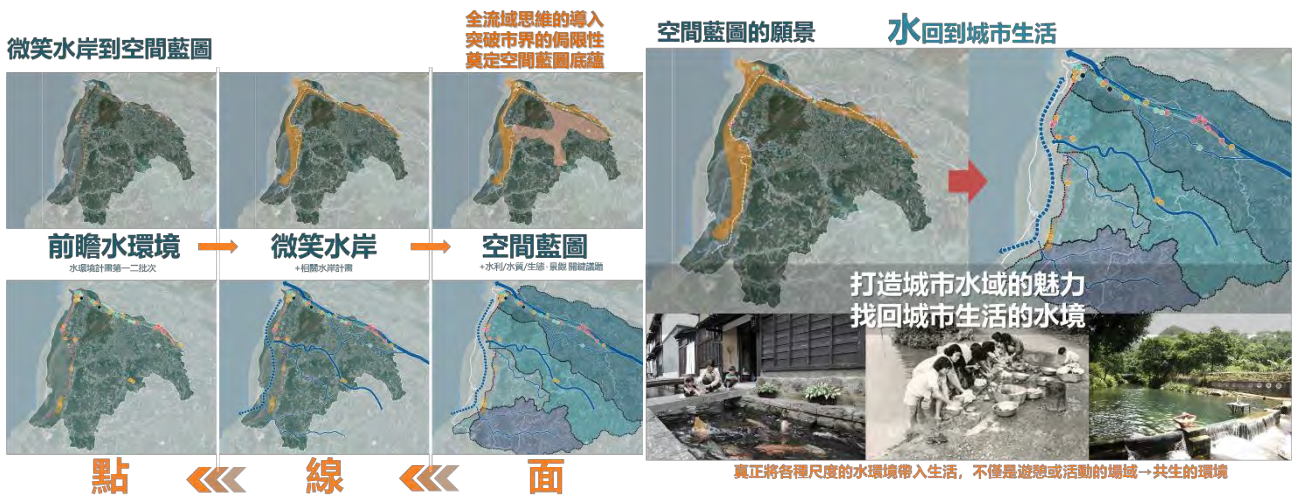 微笑水岸到空間藍圖
全流域思維的導入
突破市界的侷限性
奠定空間藍圖底蘊
前瞻水環境
水環境計畫第一二批次
微笑水岸
+相關水岸計畫
空間藍圖
+水利/水質/生態‧景觀 關鍵議題
點
線
面
空間藍圖的願景
水回到城市生活
打造城市水域的魅力
找回城市生活的水境
真正將各種尺度的水環境帶入生活，不僅是遊憩或活動的場域→共生的環境